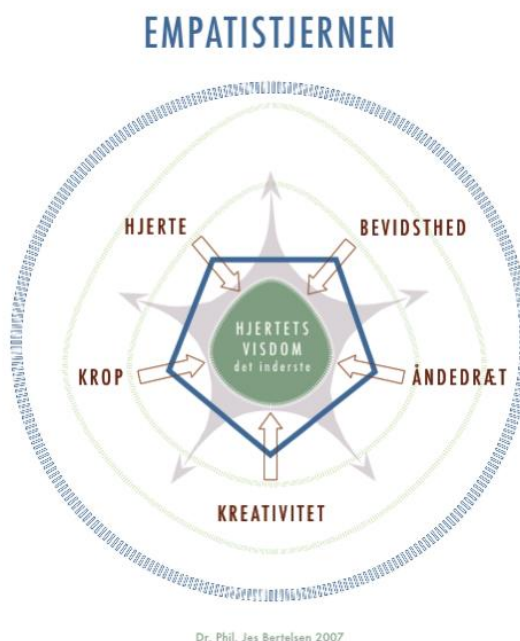 EMPATISTJERNEN
HJERTE
BEVIDSTHED
HJERTETS
VISDOM
det inderste
KROP
ÅNDEDRÆT
KREATIVITET
Dr. Phil. Jes Bertelsen 2007